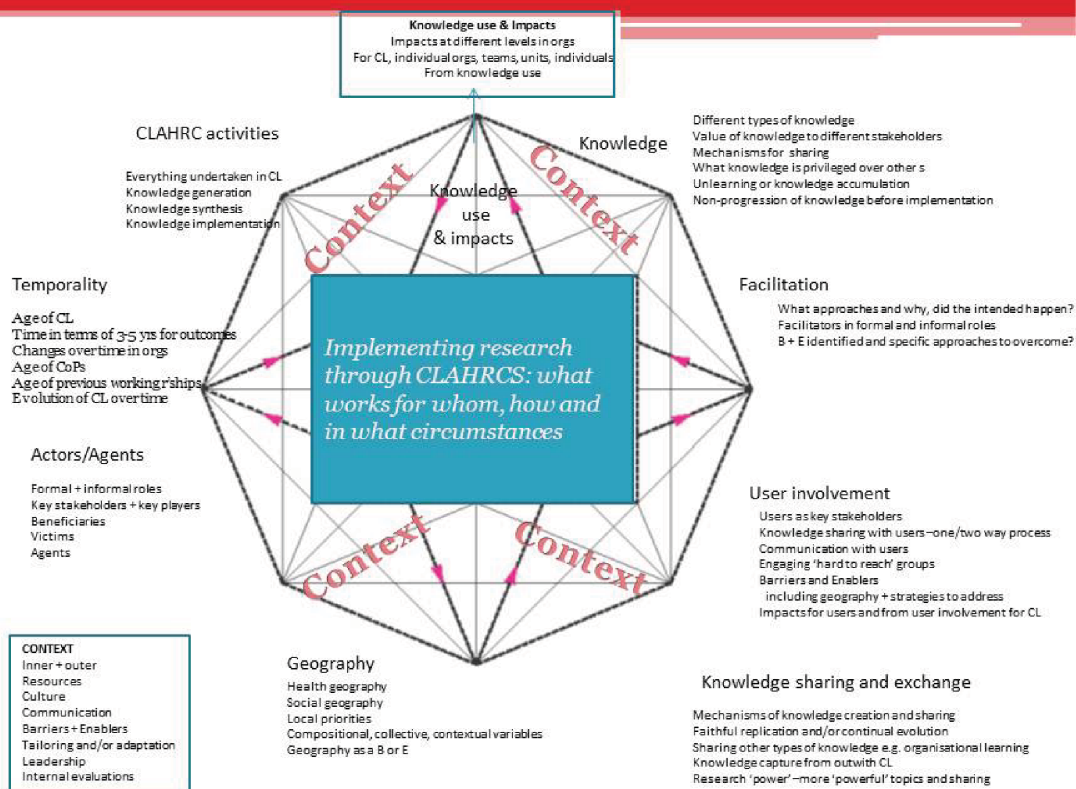 Knowledge use & Impacts
Impacts at different levels in orgs
For CL, individual orgs, teams, units, individuals
From knowledge use
CLAHRC activities
Everything undertaken in CL
Knowledge generation
Knowledge synthesis
Knowledge implementation
Knowledge
Different types of knowledge
Value of knowledge to different stakeholders
Mechanisms for sharing
What knowledge is privileged over other s
Unlearning or knowledge accumulation
Non-progression of knowledge before implementation
Context
Context
Knowledge
use
& impacts
Temporality
Age of CL
Time in terms of 3-5 yrs for outcomes
Changes overtime in orgs
Age of CoPs
Age of previous working r'ships
Evolution of CL overtime
Facilitation
What approaches and why, did the intended happen?
Facilitators in formal and informal roles
B + E identified and specific approaches to overcome?
Implementing research
through CLAHRCS: what
works for whom, how and
in what circumstances
Actors/Agents
Formal + informal roles
Key stakeholders + key players
Beneficiaries
Victims
Agents
User involvement
Users as key stakeholders
Knowledge sharing with users–one/two way process
Communication with users
Engaging 'hard to reach' groups
Barriers and Enablers
including geography + strategies to address
Impacts for users and from user involvement for CL
Context
Context
CONTEXT
Inner + outer
Resources
Culture
Communication
Barriers + Enablers
Tailoring and/or adaptation
Leadership
Internal evaluations
Geography
Health geography
Social geography
Local priorities
Compositional, collective, contextual variables
Geography as a B or E
Knowledge sharing and exchange
Mechanisms of knowledge creation and sharing
Faithful replication and/or continual evolution
Sharing other types of knowledge e.g. organisational learning
Knowledge capture from outwith CL
Research 'power'–more 'powerful' topics and sharing